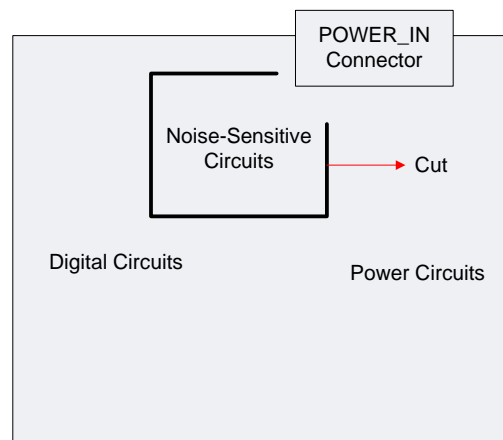 POWER_IN
Connector
Noise-Sensitive
Circuits
Cut
Digital Circuits
Power Circuits